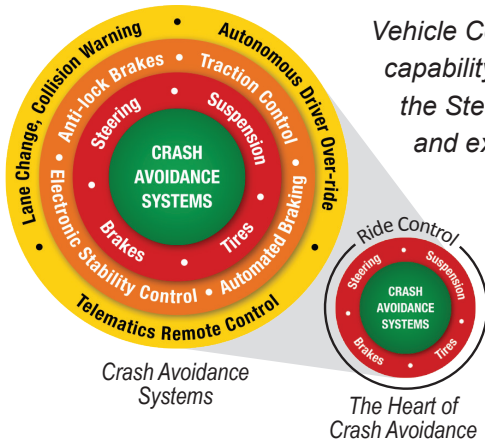 Lane Change, Collision Warning • Autonomous Driver Over-ride •
Telematics Remote Control •
Anti-lock Brakes • Traction Control •
Electronic Stability Control • Automated Braking •
Steering • Suspension •
Brakes • Tires •
CRASH
AVOIDANCE
SYSTEMS
Crash Avoidance
Systems
Vehicle
capability
the
and
Ride Control
Steering • Suspension •
Brakes • Tires •
CRASH
AVOIDANCE
SYSTEMS
The Heart of
Crash Avoidance